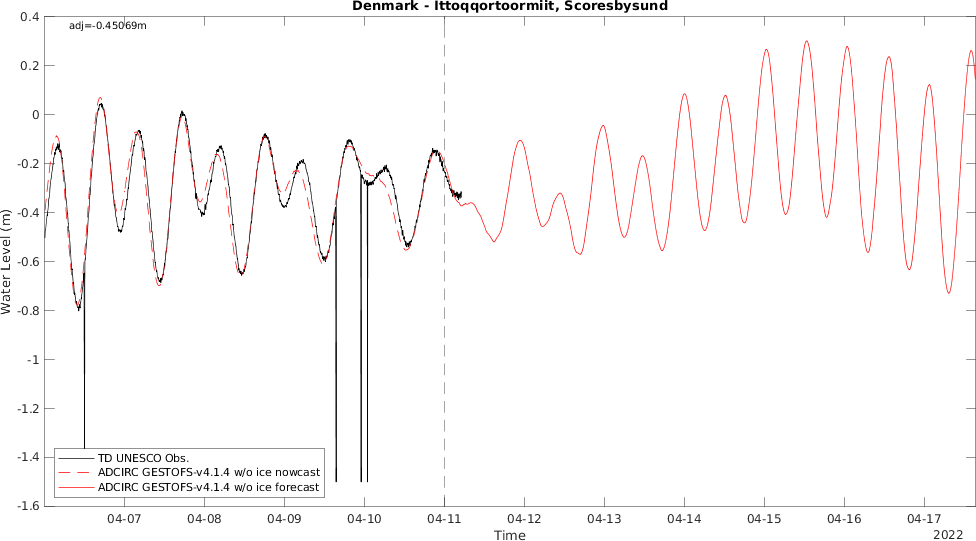 Denmark - Ittoqqortoormiit, Scoresbysund
adj=-0.45069m
0.4
0.2
0
-0.2
-0.4
-0.6
-0.8
-1
-1.2
-1.4
-1.6
Water Level (m)
TD UNESCO Obs.
ADCIRC GESTOFS-v4.1.4 w/o ice nowcast
ADCIRC GESTOFS-v4.1.4 w/o ice forecast
04-07 04-08 04-09 04-10 04-11 04-12 04-13 04-14 04-15 04-16 04-17
Time
2022